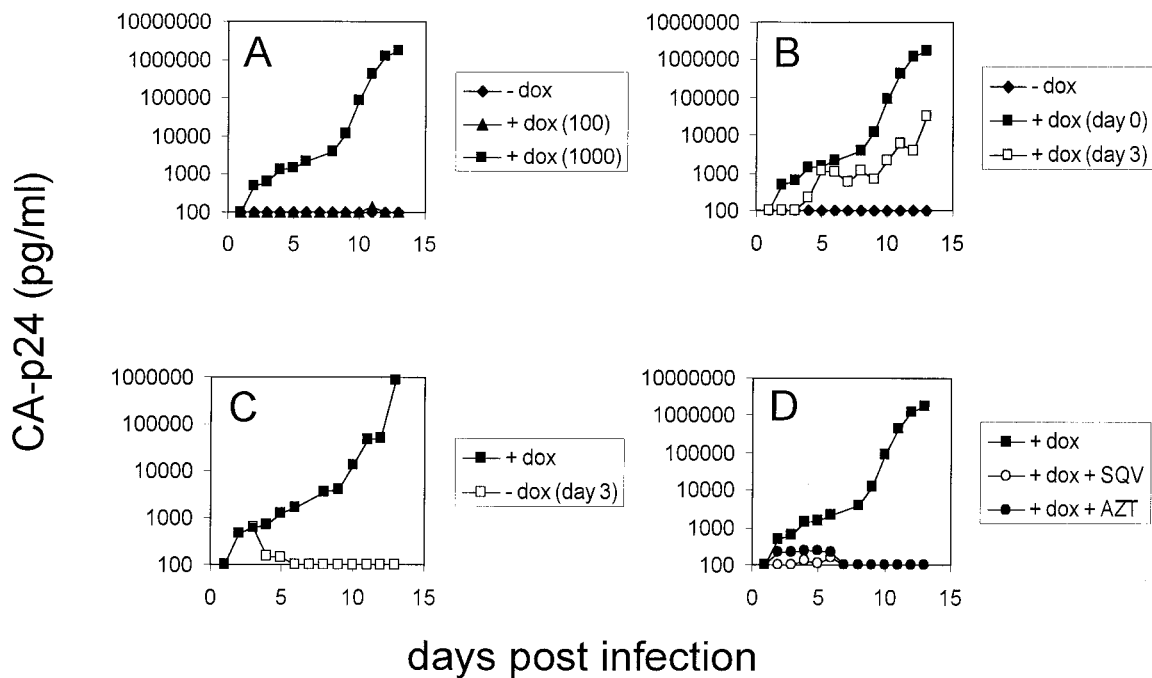 CA-p24 (pg/ml)
A
10000000
1000000
100000
10000
1000
100
0 5 10 15
- dox
+ dox (100)
+ dox (1000)
B
10000000
1000000
100000
10000
1000
100
0 5 10 15
- dox
+ dox (day 0)
+ dox (day 3)
C
1000000
100000
10000
1000
100
0 5 10 15
+ dox
- dox (day 3)
D
10000000
1000000
100000
10000
1000
100
0 5 10 15
+ dox
+ dox + SQV
+ dox + AZT
days post infection